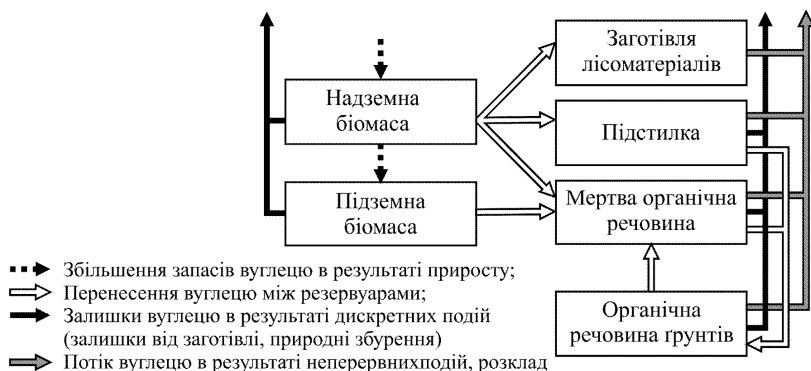 Заготівля
лісоматеріалів
Надземна
біомаса
Підстилка
Підземна
біомаса
Мертва органічна
речовина
Органічна
речовина ґрунтів
Збільшення запасів вуглецю в результаті приросту;
Перенесення вуглецю між резервуарами;
Залишки вуглецю в результаті дискретних подій
(залишки від заготівлі, природні збурення)
Потік вуглецю в результаті неперервнихподій, розклад